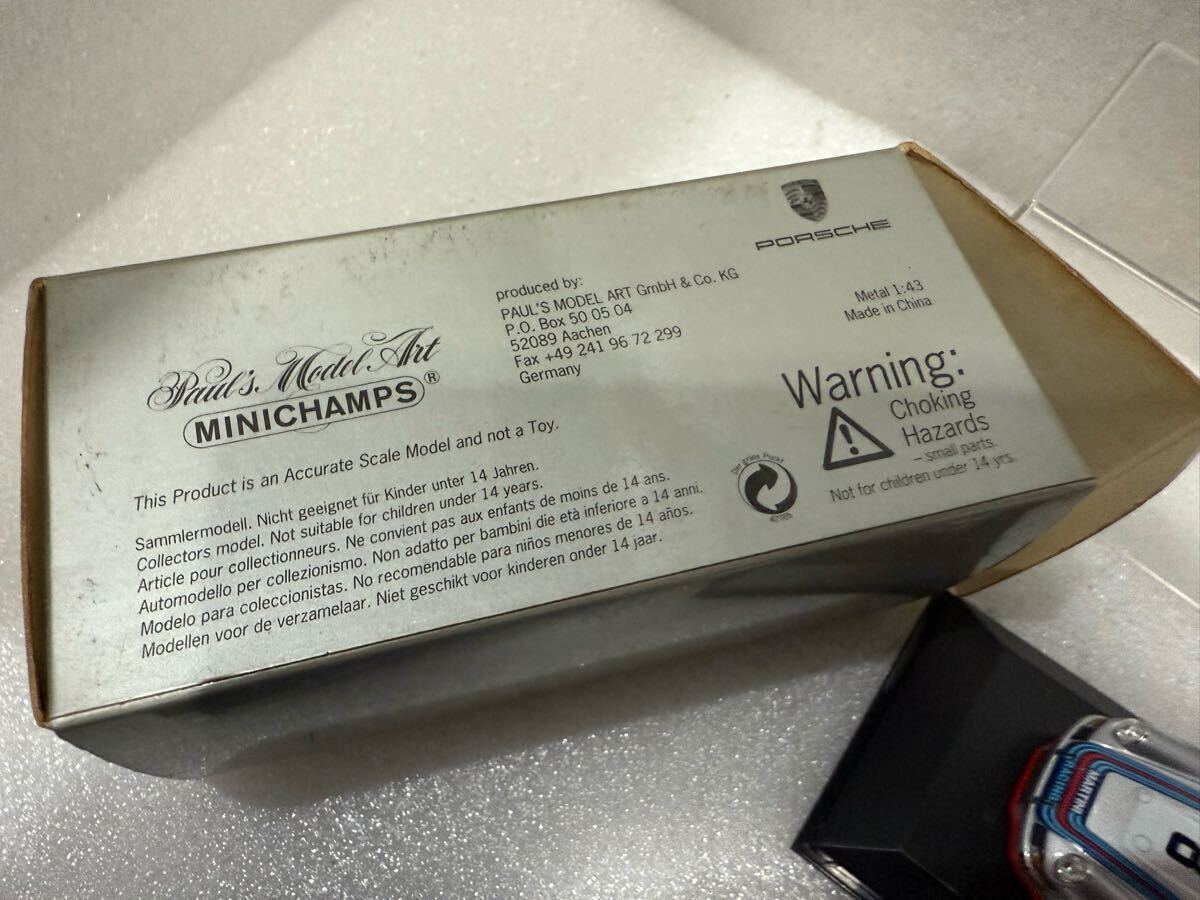 Paul's Model Art
MINICHAMPS®
produced by:
PAUL'S MODEL ART GmbH & Co. KG
P.O. Box 50 05 04
52089 Aachen
Fax +49 241 96 72 299
Germany
PORSCHE
Metal 1:43
Made in China
Warning:
Choking
Hazards
– small parts.
Not for children under 14 yrs.
Der grüne Punkt
This Product is an Accurate Scale Model and not a Toy.
Sammlermodell. Nicht geeignet für Kinder unter 14 Jahren.
Collectors model. Not suitable for children under 14 years.
Article pour collectionneurs. Ne convient pas aux enfants de moins de 14 ans.
Automodello per collezionismo. Non adatto per bambini die età inferiore a 14 anni.
Modelo para coleccionistas. No recomendable para niños menores de 14 años.
Modellen voor de verzamelaar. Niet geschikt voor kinderen onder 14 jaar.
MARTINI
RACING
8